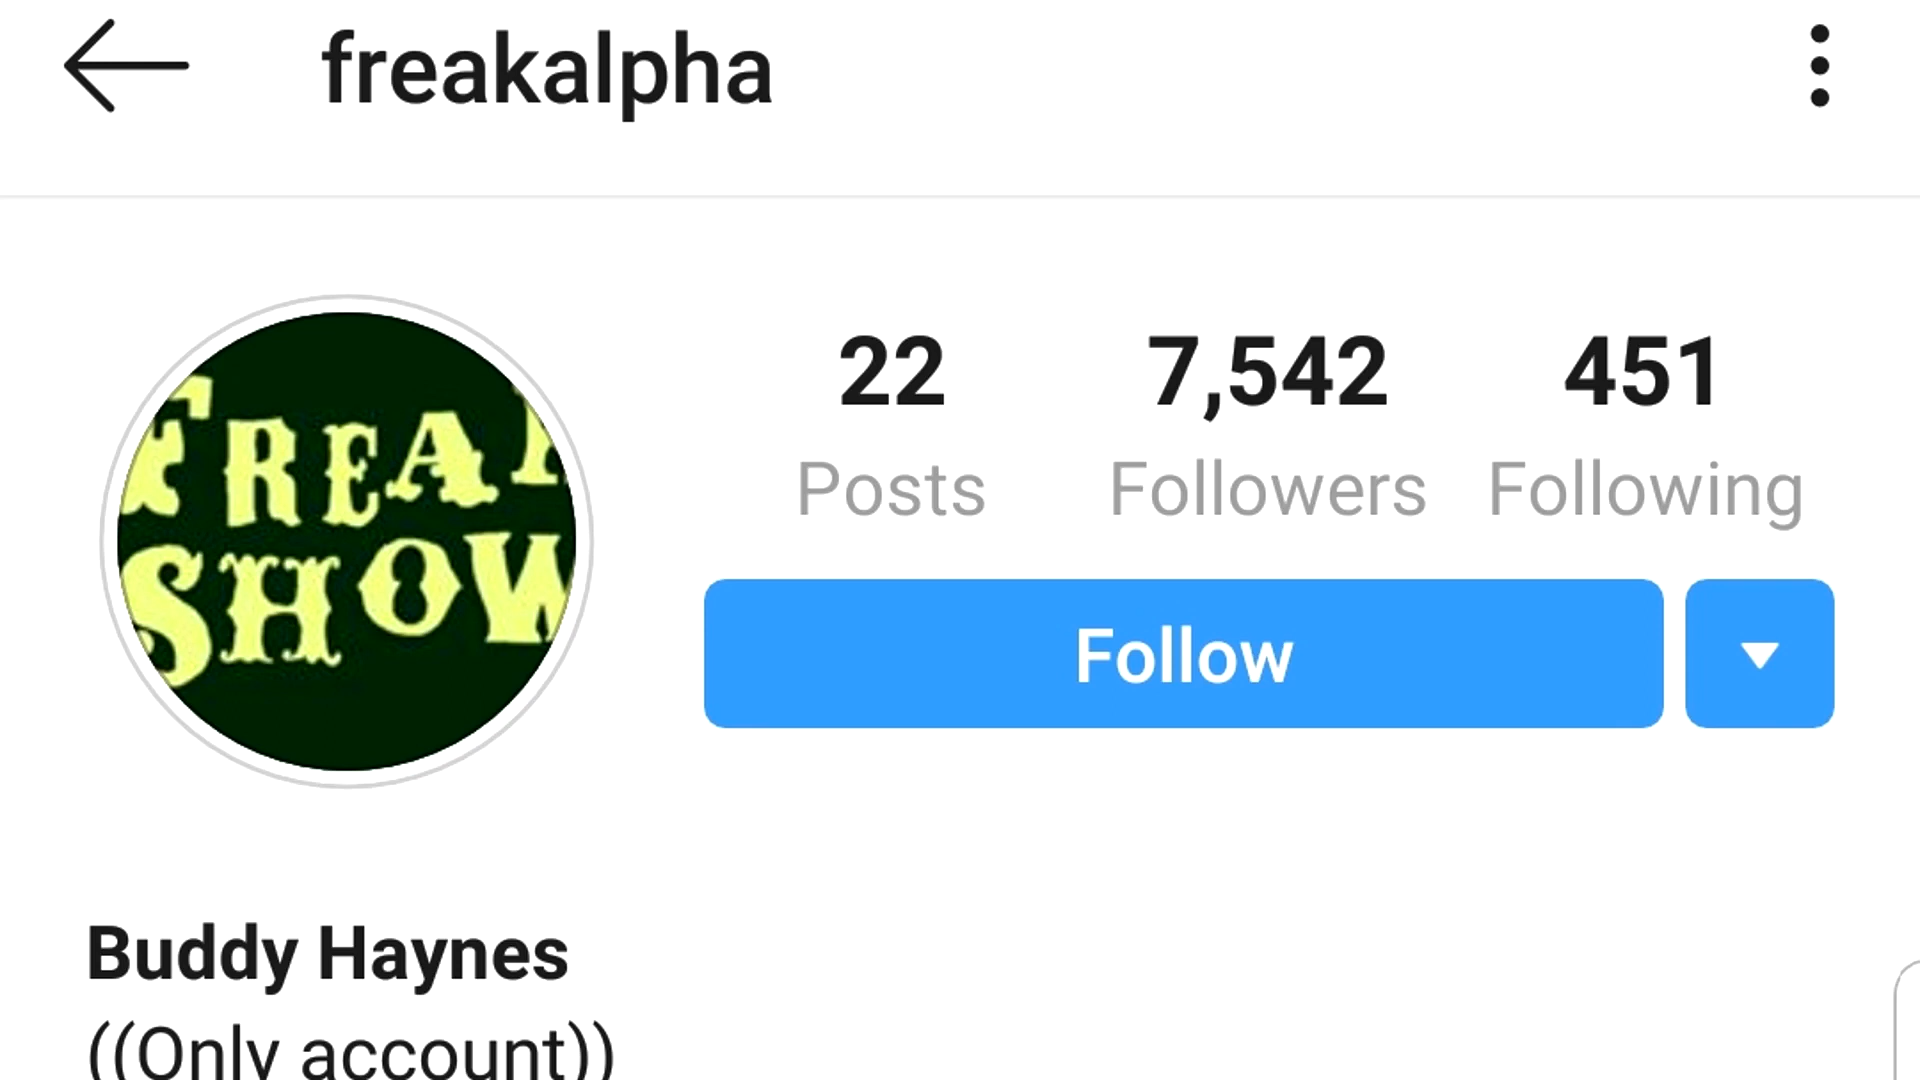 freakalpha
FREAK
SHOW
22
7,542
451
Posts
Followers
Following
Follow
Buddy Haynes
((Only account))